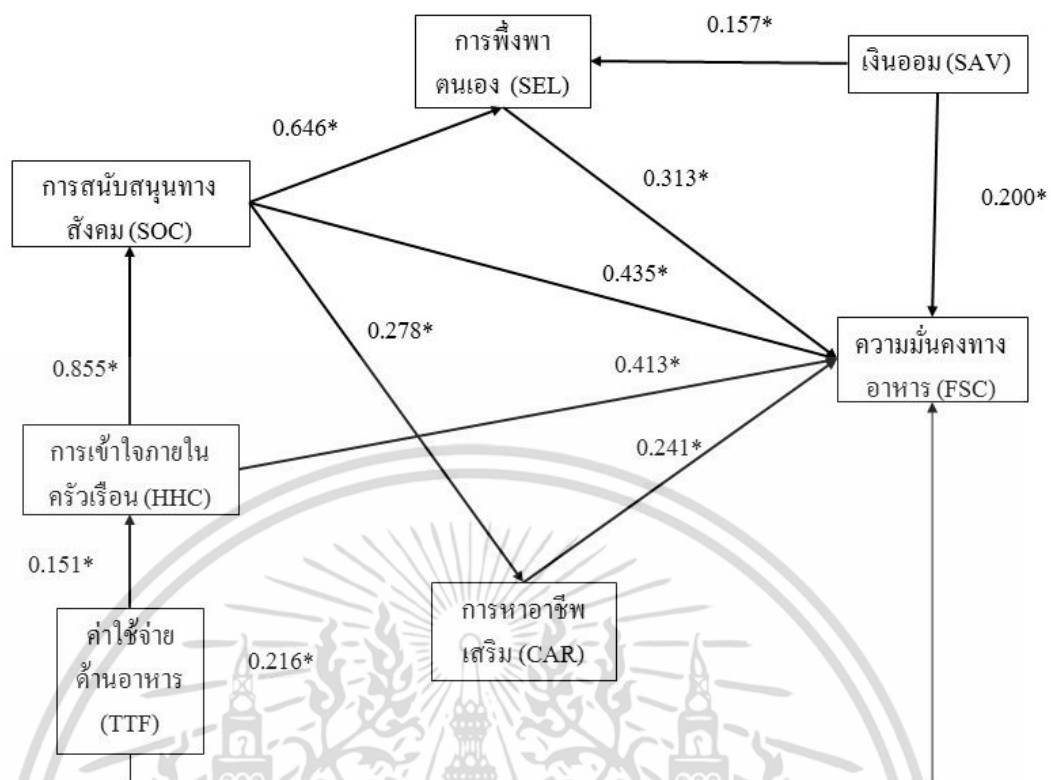 การพึ่งพา
ตนเอง (SEL)
0.157*
เงินออม (SAV)
0.646*
0.313*
0.200*
การสนับสนุนทาง
สังคม (SOC)
0.435*
0.278*
ความมั่นคงทาง
อาหาร (FSC)
0.855*
0.413*
การเข้าใจภายใน
ครัวเรือน (HHC)
0.241*
0.151*
การหาอาชีพ
เสริม (CAR)
ค่าใช้จ่าย
ด้านอาหาร
(TTF)
0.216*